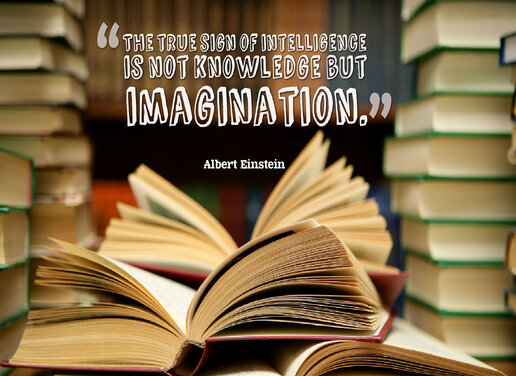 “THE TRUE SIGN OF INTELLIGENCE
IS NOT KNOWLEDGE BUT
IMAGINATION.”
Albert Einstein